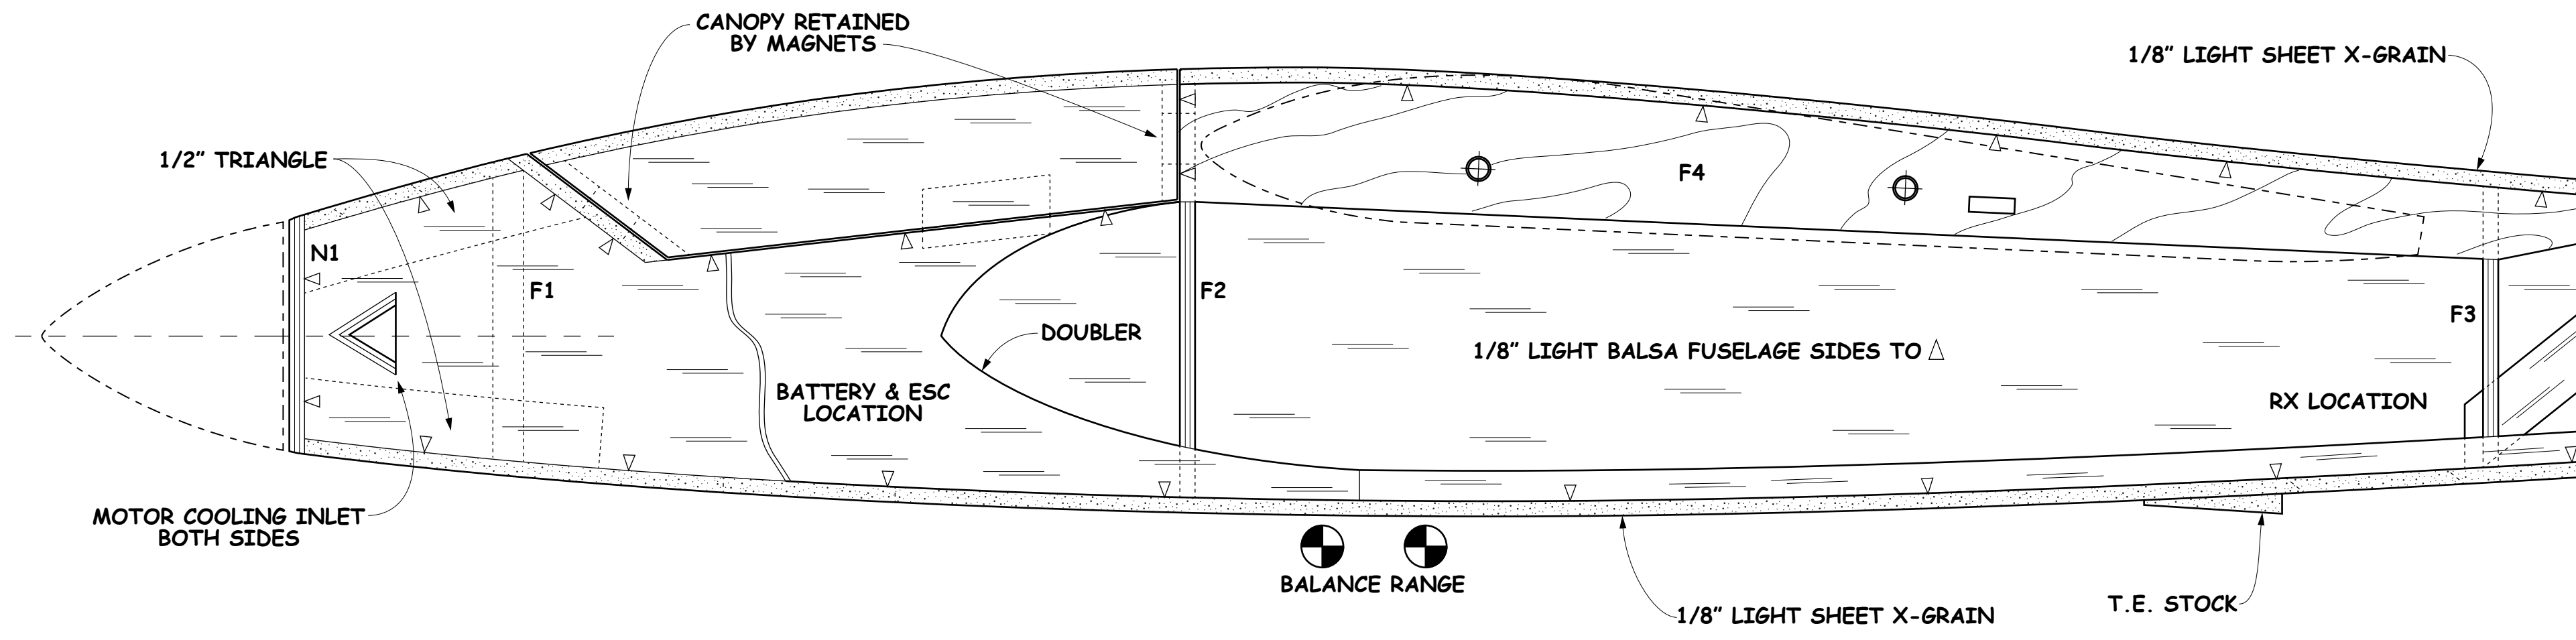 CANOPY RETAINED
BY MAGNETS
1/8” LIGHT SHEET X-GRAIN
1/2” TRIANGLE
F4
N1
F1
F2
F3
DOUBLER
1/8” LIGHT BALSA FUSELAGE SIDES TO △
BATTERY & ESC
LOCATION
RX LOCATION
MOTOR COOLING INLET
BOTH SIDES
BALANCE RANGE
1/8” LIGHT SHEET X-GRAIN
T.E. STOCK